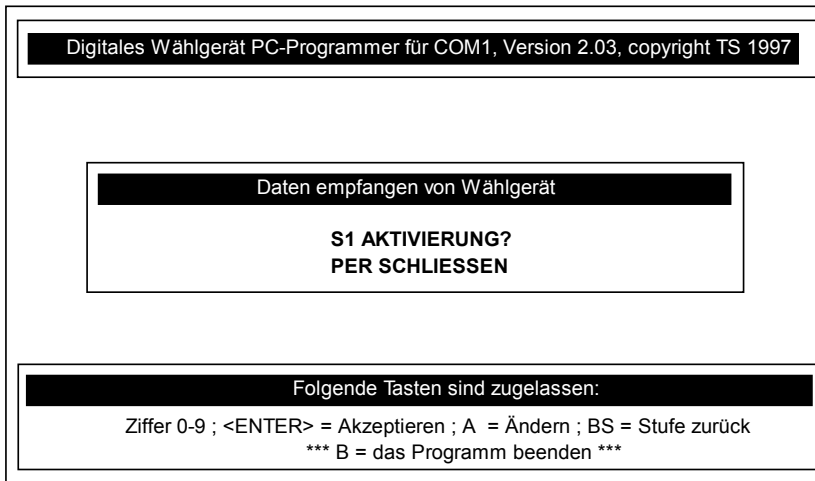 Digitales Wählgerät PC-Programmer für COM1, Version 2.03, copyright TS 1997
Daten empfangen von Wählgerät
S1 AKTIVIERUNG?
PER SCHLIESSEN
Folgende Tasten sind zugelassen:
Ziffer 0-9 ; <ENTER> = Akzeptieren ; A = Ändern ; BS = Stufe zurück
*** B = das Programm beenden ***